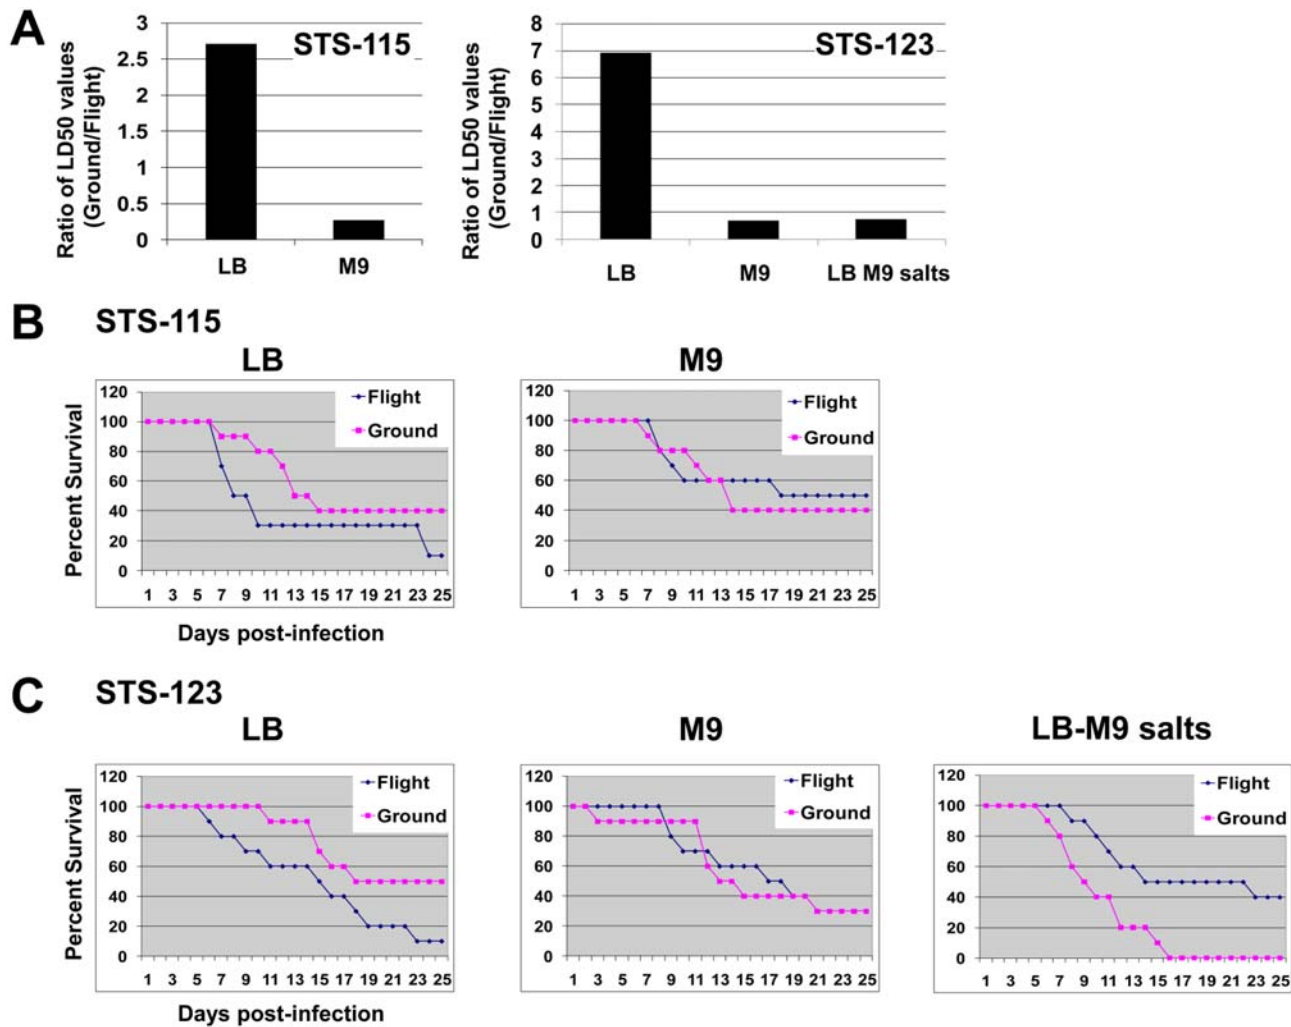 A
STS-115
Ratio of LD50 values
(Ground/Flight)
3
2.5
2
1.5
1
0.5
0
LB M9
STS-123
Ratio of LD50 values
(Ground/Flight)
8
7
6
5
4
3
2
1
0
LB M9 LB M9 salts
B STS-115
LB
Percent Survival
120
100
80
60
40
20
0
Flight
Ground
1 3 5 7 9 11 13 15 17 19 21 23 25
Days post-infection
M9
120
100
80
60
40
20
0
Flight
Ground
1 3 5 7 9 11 13 15 17 19 21 23 25
C STS-123
LB
Percent Survival
120
100
80
60
40
20
0
Flight
Ground
1 3 5 7 9 11 13 15 17 19 21 23 25
Days post-infection
M9
120
100
80
60
40
20
0
Flight
Ground
1 3 5 7 9 11 13 15 17 19 21 23 25
LB-M9 salts
120
100
80
60
40
20
0
Flight
Ground
1 3 5 7 9 11 13 15 17 19 21 23 25